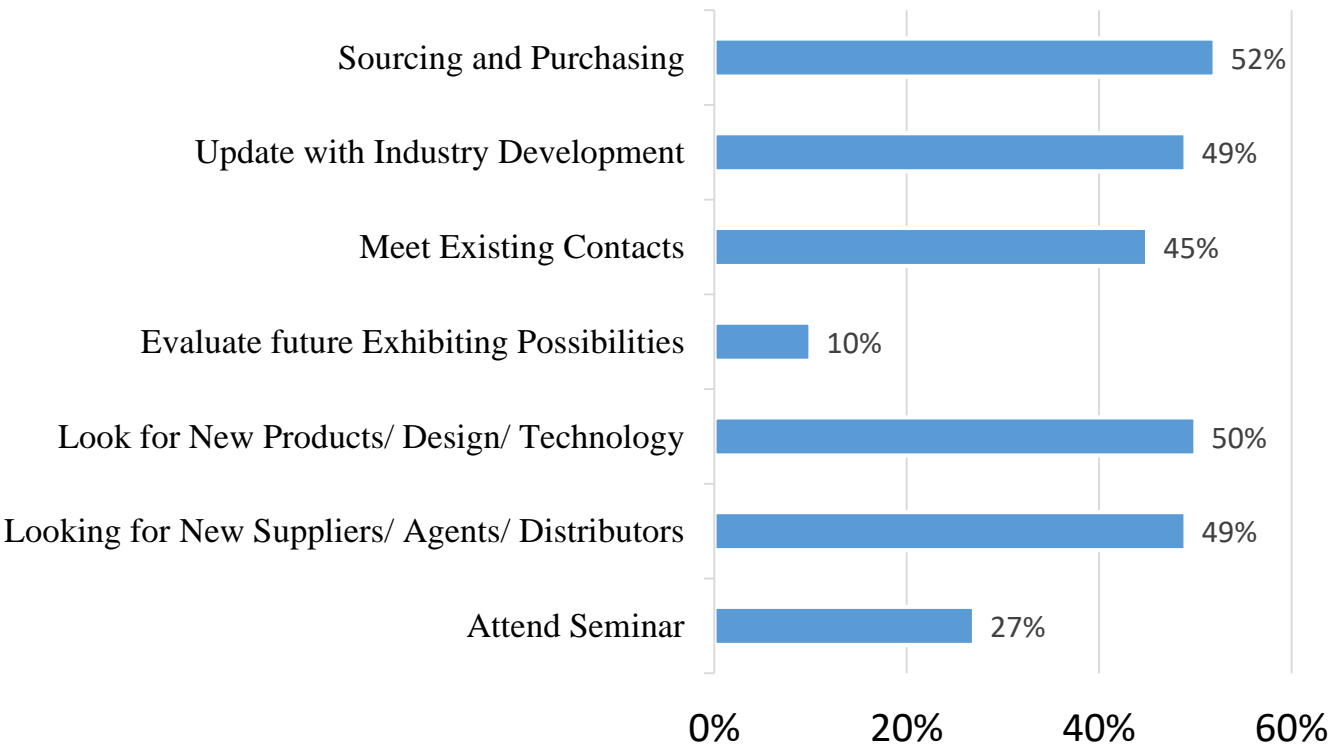 Sourcing and Purchasing 52%
Update with Industry Development 49%
Meet Existing Contacts 45%
Evaluate future Exhibiting Possibilities 10%
Look for New Products/ Design/ Technology 50%
Looking for New Suppliers/ Agents/ Distributors 49%
Attend Seminar 27%
0% 20% 40% 60%